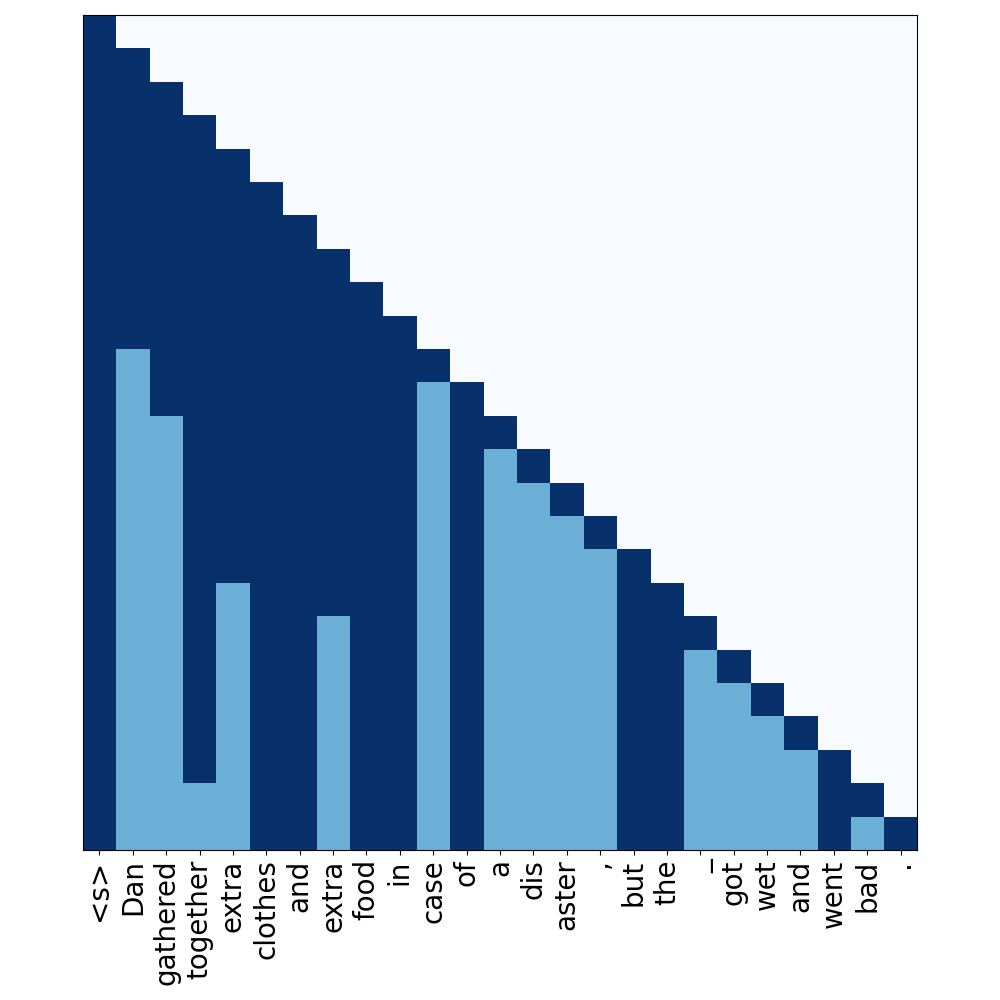 <s> Dan gathered together extra clothes and extra food in case of a dis aster , but the _ got wet and went bad .